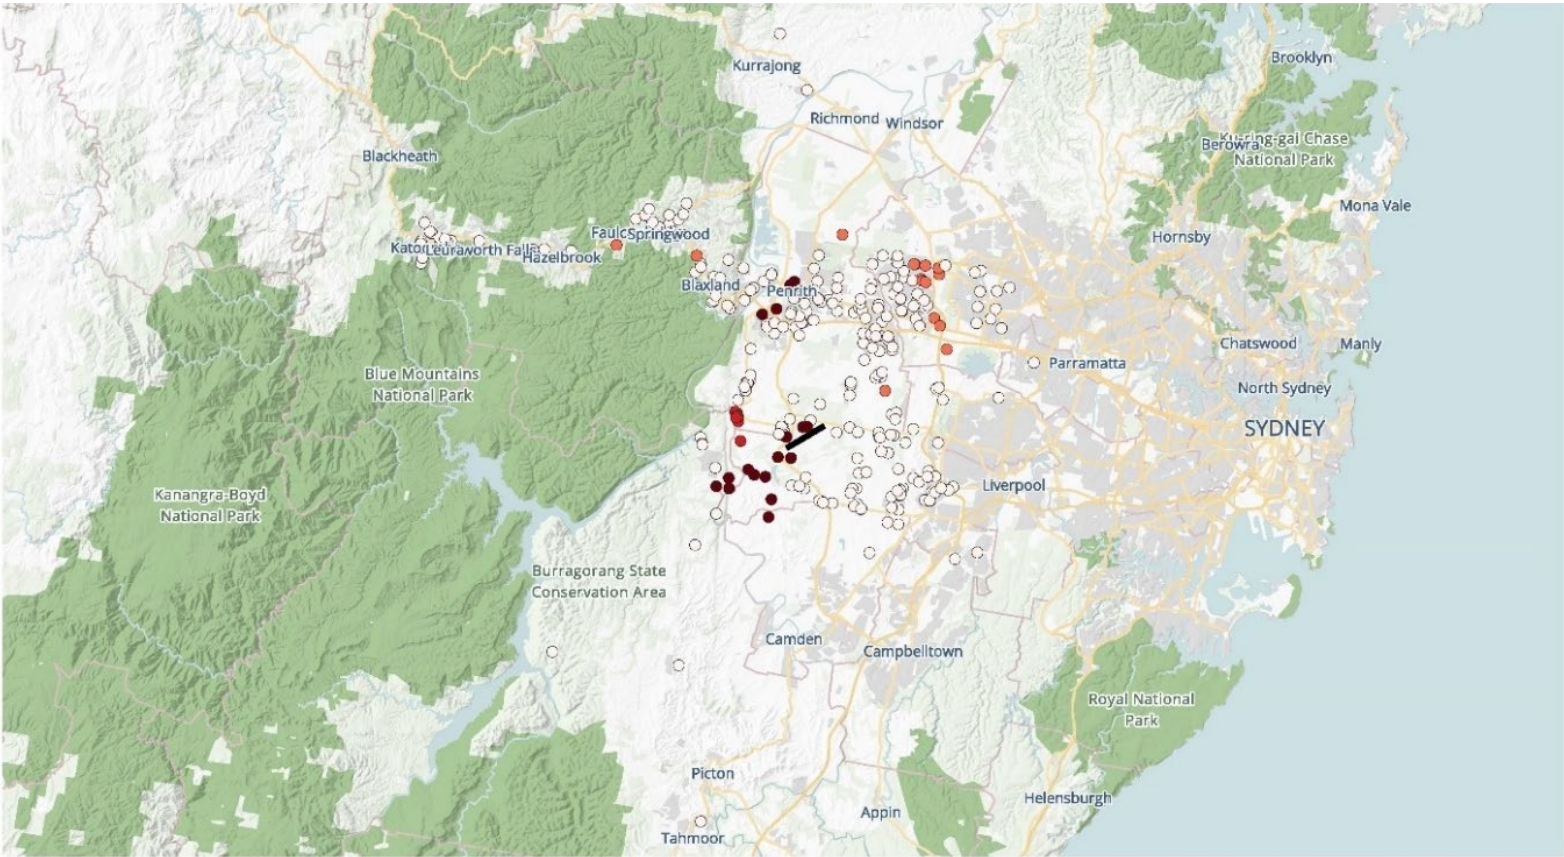 Brooklyn
Kurrajong
Richmond
Windsor
Ku-ring-gai Chase
National Park
Berowra
Blackheath
Mona Vale
Springwood
Hornsby
Hazelbrook
Blaxland
Penrith
Chatswood
Manly
Parramatta
Blue Mountains
National Park
North Sydney
SYDNEY
Liverpool
Kanangra-Boyd
National Park
Burragorang State
Conservation Area
Camden
Campbelltown
Royal National
Park
Picton
Helensburgh
Appin
Tahmoor